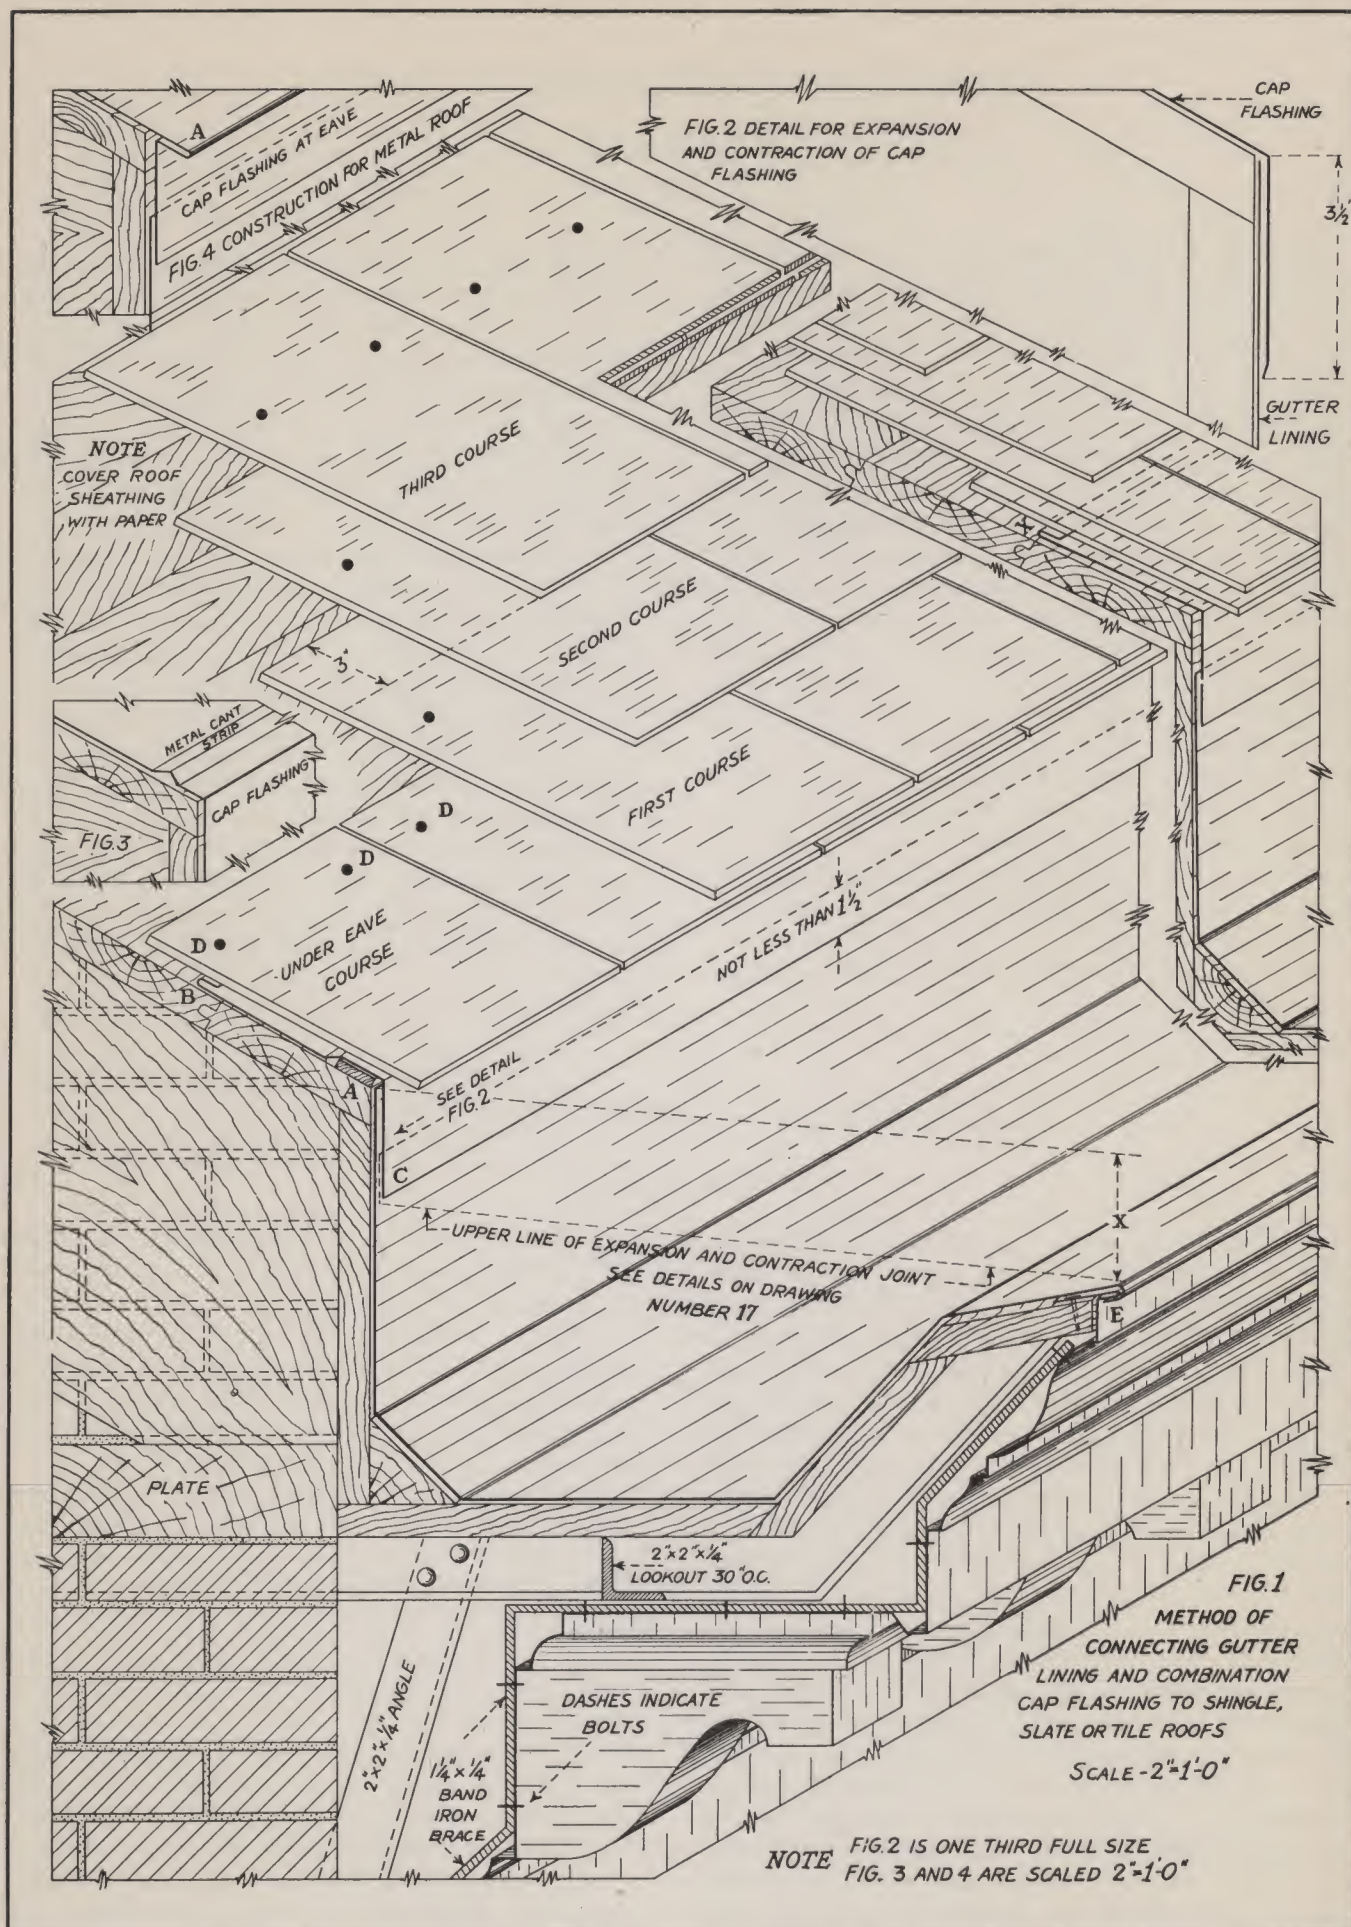 A
CAP FLASHING AT EAVE
FIG. 4 CONSTRUCTION FOR METAL ROOF
FIG. 2 DETAIL FOR EXPANSION
AND CONTRACTION OF CAP
FLASHING
CAP
FLASHING
3½"
GUTTER
LINING
NOTE
COVER ROOF
SHEATHING
WITH PAPER
THIRD COURSE
X
SECOND COURSE
3"
METAL CANT
STRIP
CAP FLASHING
FIG. 3
FIRST COURSE
D
D
D
UNDER EAVE
COURSE
NOT LESS THAN 1½"
B
A
SEE DETAIL
FIG. 2
C
X
UPPER LINE OF EXPANSION AND CONTRACTION JOINT
SEE DETAILS ON DRAWING
NUMBER 17
E
PLATE
2"x2"x¼"
LOOKOUT 30"O.C.
2"x2"x¼" ANGLE
1¼"x¼"
BAND
IRON
BRACE
DASHES INDICATE
BOLTS
FIG. 1
METHOD OF
CONNECTING GUTTER
LINING AND COMBINATION
CAP FLASHING TO SHINGLE,
SLATE OR TILE ROOFS
SCALE - 2"=1'-0"
NOTE FIG. 2 IS ONE THIRD FULL SIZE
FIG. 3 AND 4 ARE SCALED 2"=1'-0"